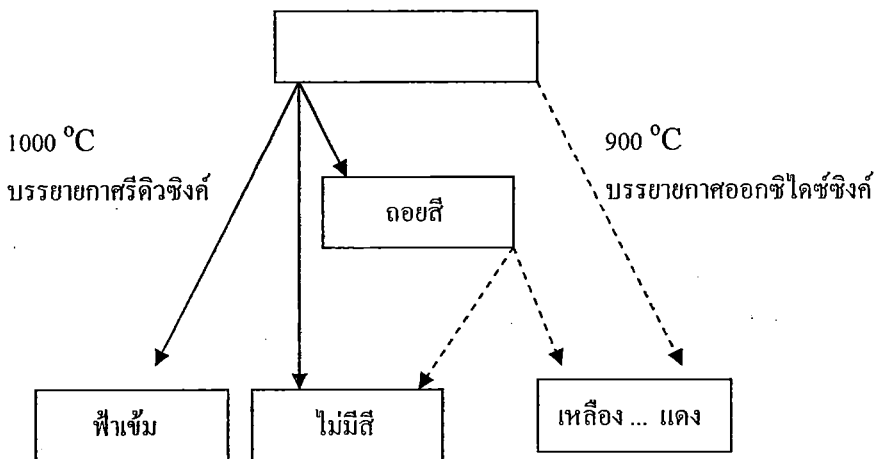 1000 °C
บรรยายกาศรีดิวซิงค์
900 °C
บรรยายกาศออกซิไดซ์ซิงค์
ถอยสี
ฟ้าเข้ม
ไม่มีสี
เหลือง ... แดง